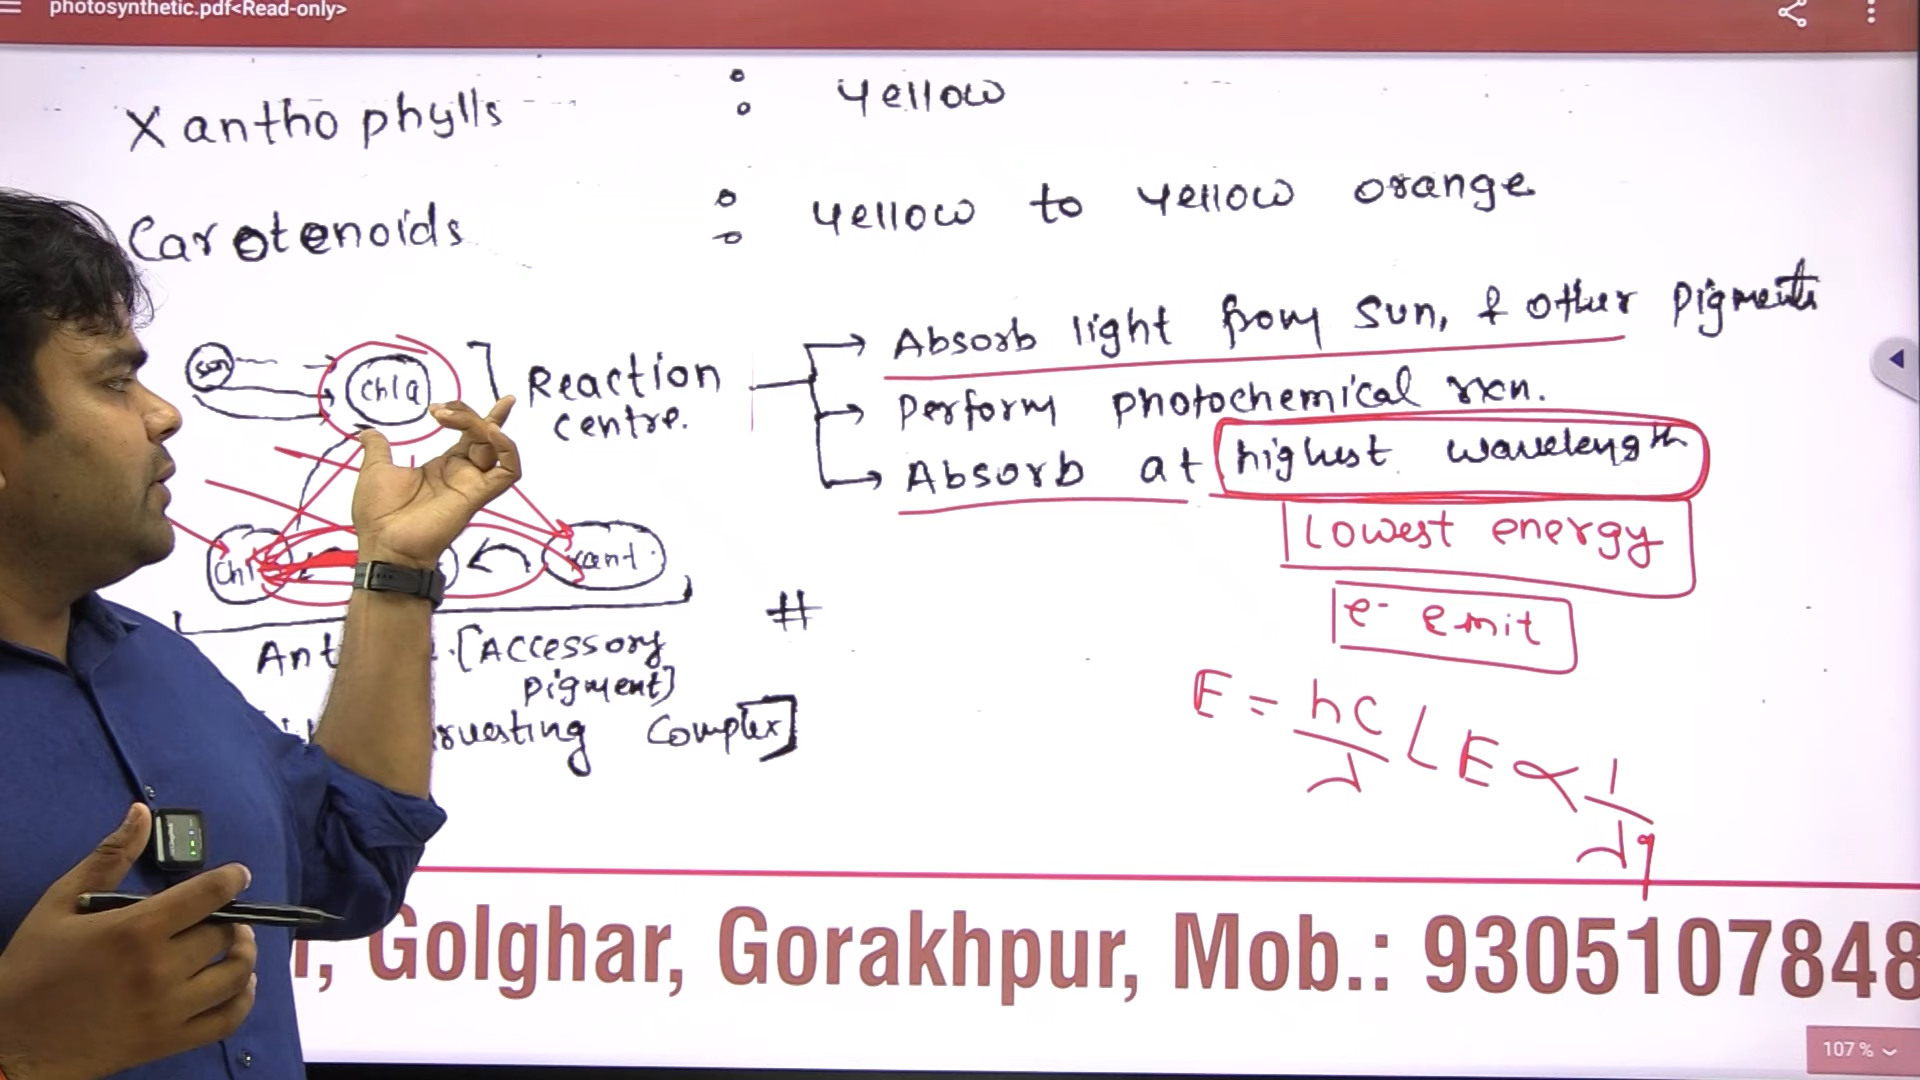 photosynthetic.pdf<Read-only>
Xanthophylls : yellow
Carotenoids : yellow to yellow orange
sun
chl a
Reaction centre.
Absorb light from sun, & other pigments
Perform photochemical rxn.
Absorb at highest wavelength
Lowest energy
e- emit
Chl
xant.
#
[Accessory pigment]
Complex]
E = hc/λ
E ∝ 1/λ
Golghar, Gorakhpur, Mob.: 9305107848
107 %